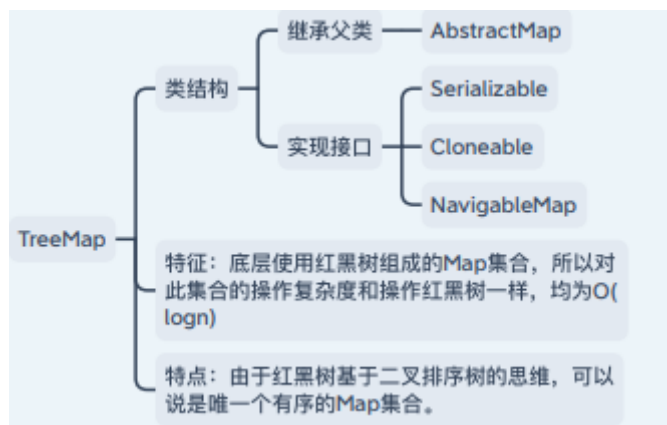 继承父类
AbstractMap
类结构
Serializable
实现接口
Cloneable
NavigableMap
TreeMap
特征：底层使用红黑树组成的Map集合，所以对
此集合的操作复杂度和操作红黑树一样，均为O(
logn)
特点：由于红黑树基于二叉排序树的思维，可以
说是唯一个有序的Map集合。